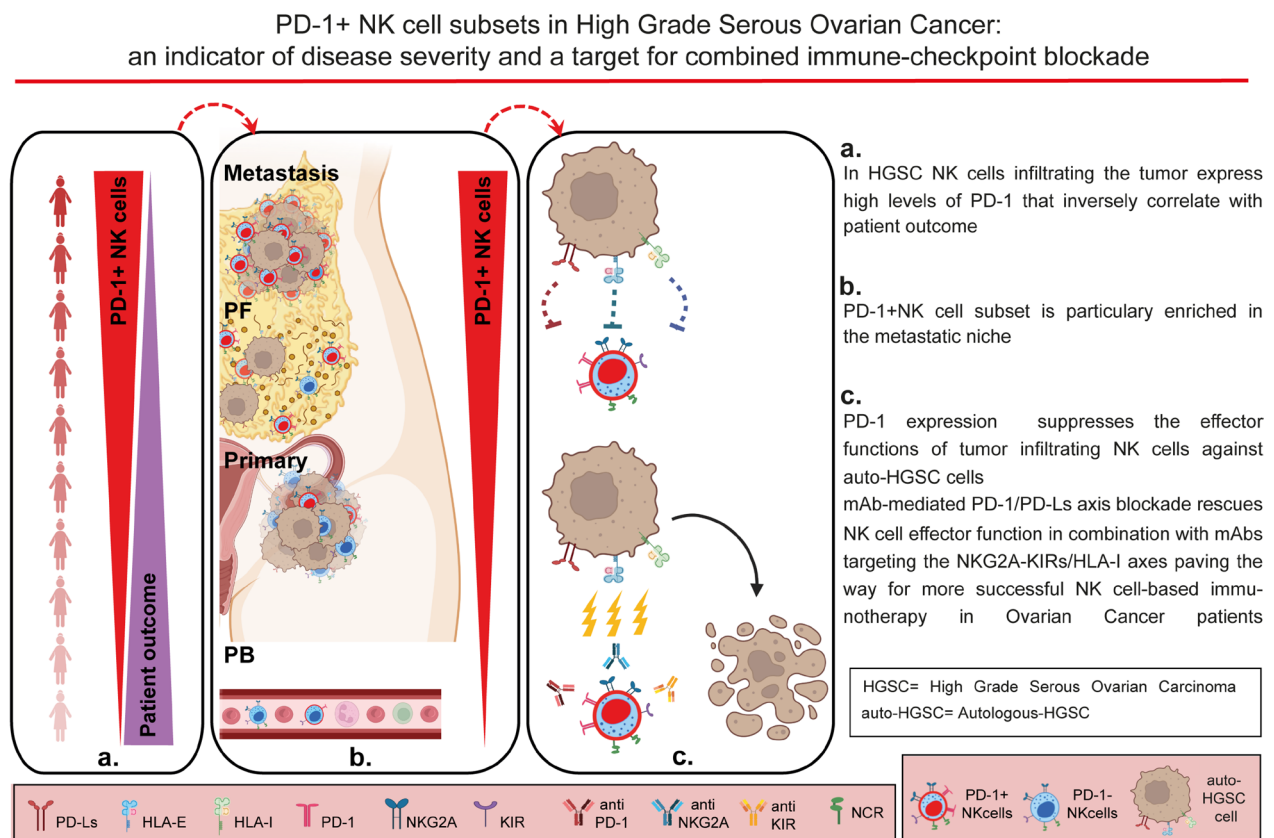 PD-1+ NK cell subsets in High Grade Serous Ovarian Cancer:
an indicator of disease severity and a target for combined immune-checkpoint blockade
PD-1+ NK cells
Patient outcome
a.
Metastasis
PF
Primary
PB
PD-1+ NK cells
b.
c.
a.
In HGSC NK cells infiltrating the tumor express
high levels of PD-1 that inversely correlate with
patient outcome
b.
PD-1+NK cell subset is particulary enriched in
the metastatic niche
c.
PD-1 expression suppresses the effector
functions of tumor infiltrating NK cells against
auto-HGSC cells
mAb-mediated PD-1/PD-Ls axis blockade rescues
NK cell effector function in combination with mAbs
targeting the NKG2A-KIRs/HLA-I axes paving the
way for more successful NK cell-based immu-
notherapy in Ovarian Cancer patients
HGSC= High Grade Serous Ovarian Carcinoma
auto-HGSC= Autologous-HGSC
PD-Ls
HLA-E
HLA-I
PD-1
NKG2A
KIR
anti
PD-1
anti
NKG2A
anti
KIR
NCR
PD-1+
NKcells
PD-1-
NKcells
auto-
HGSC
cell